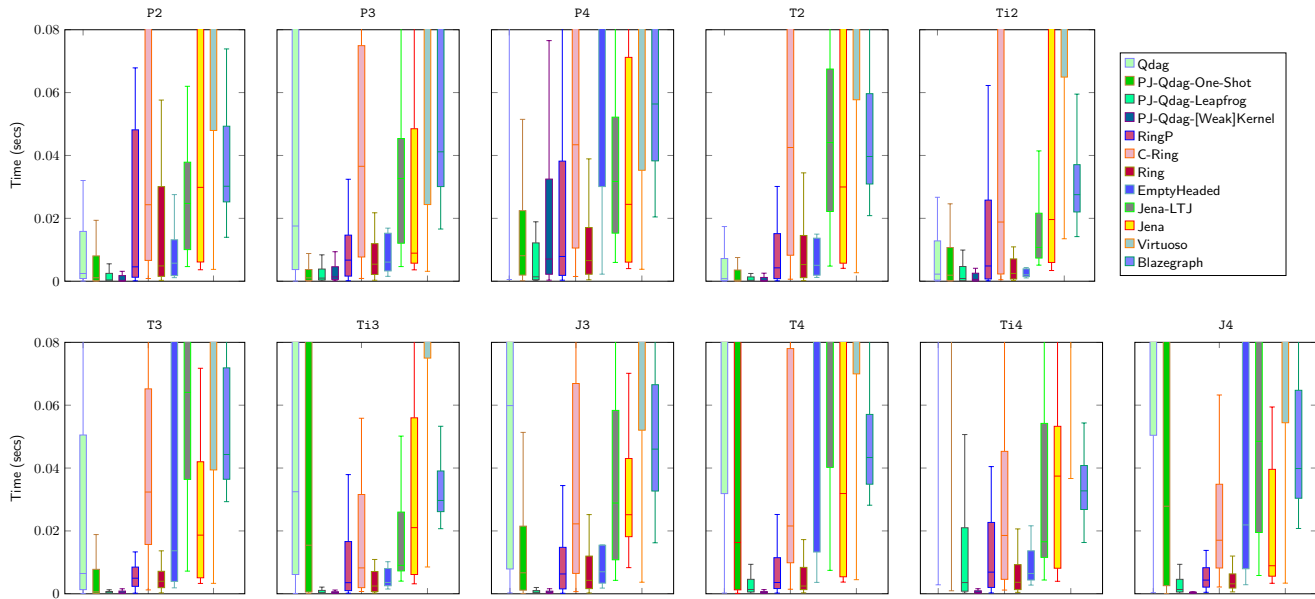 P2
P3
P4
T2
Ti2
0.08
0.06
0.04
0.02
0
Time (secs)
Qdag
PJ-Qdag-One-Shot
PJ-Qdag-Leapfrog
PJ-Qdag-[Weak]Kernel
RingP
C-Ring
Ring
EmptyHeaded
Jena-LTJ
Jena
Virtuoso
Blazegraph
T3
Ti3
J3
T4
Ti4
J4
0.08
0.06
0.04
0.02
0
Time (secs)